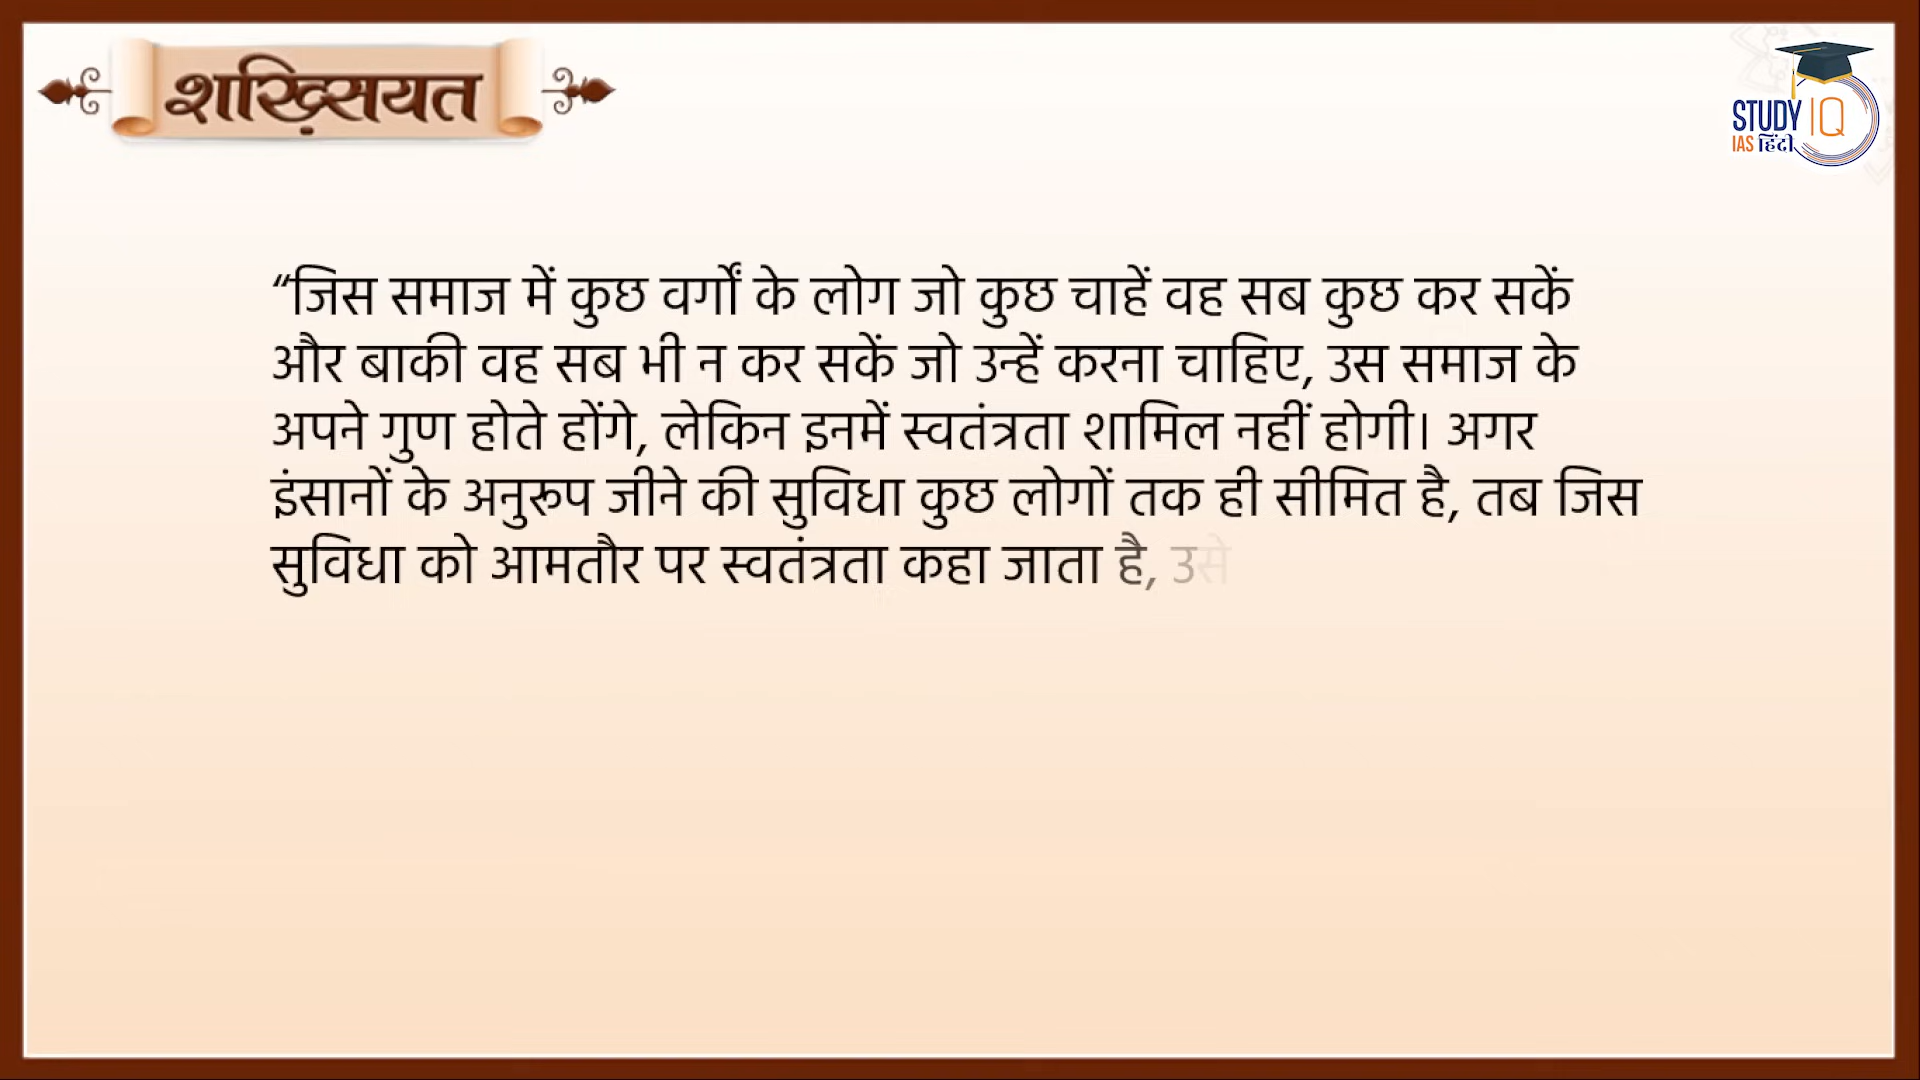 शख़्सियत
STUDY IQ
IAS हिंदी
“जिस समाज में कुछ वर्गों के लोग जो कुछ चाहें वह सब कुछ कर सकें
और बाकी वह सब भी न कर सकें जो उन्हें करना चाहिए, उस समाज के
अपने गुण होते होंगे, लेकिन इनमें स्वतंत्रता शामिल नहीं होगी। अगर
इंसानों के अनुरूप जीने की सुविधा कुछ लोगों तक ही सीमित है, तब जिस
सुविधा को आमतौर पर स्वतंत्रता कहा जाता है, उसे